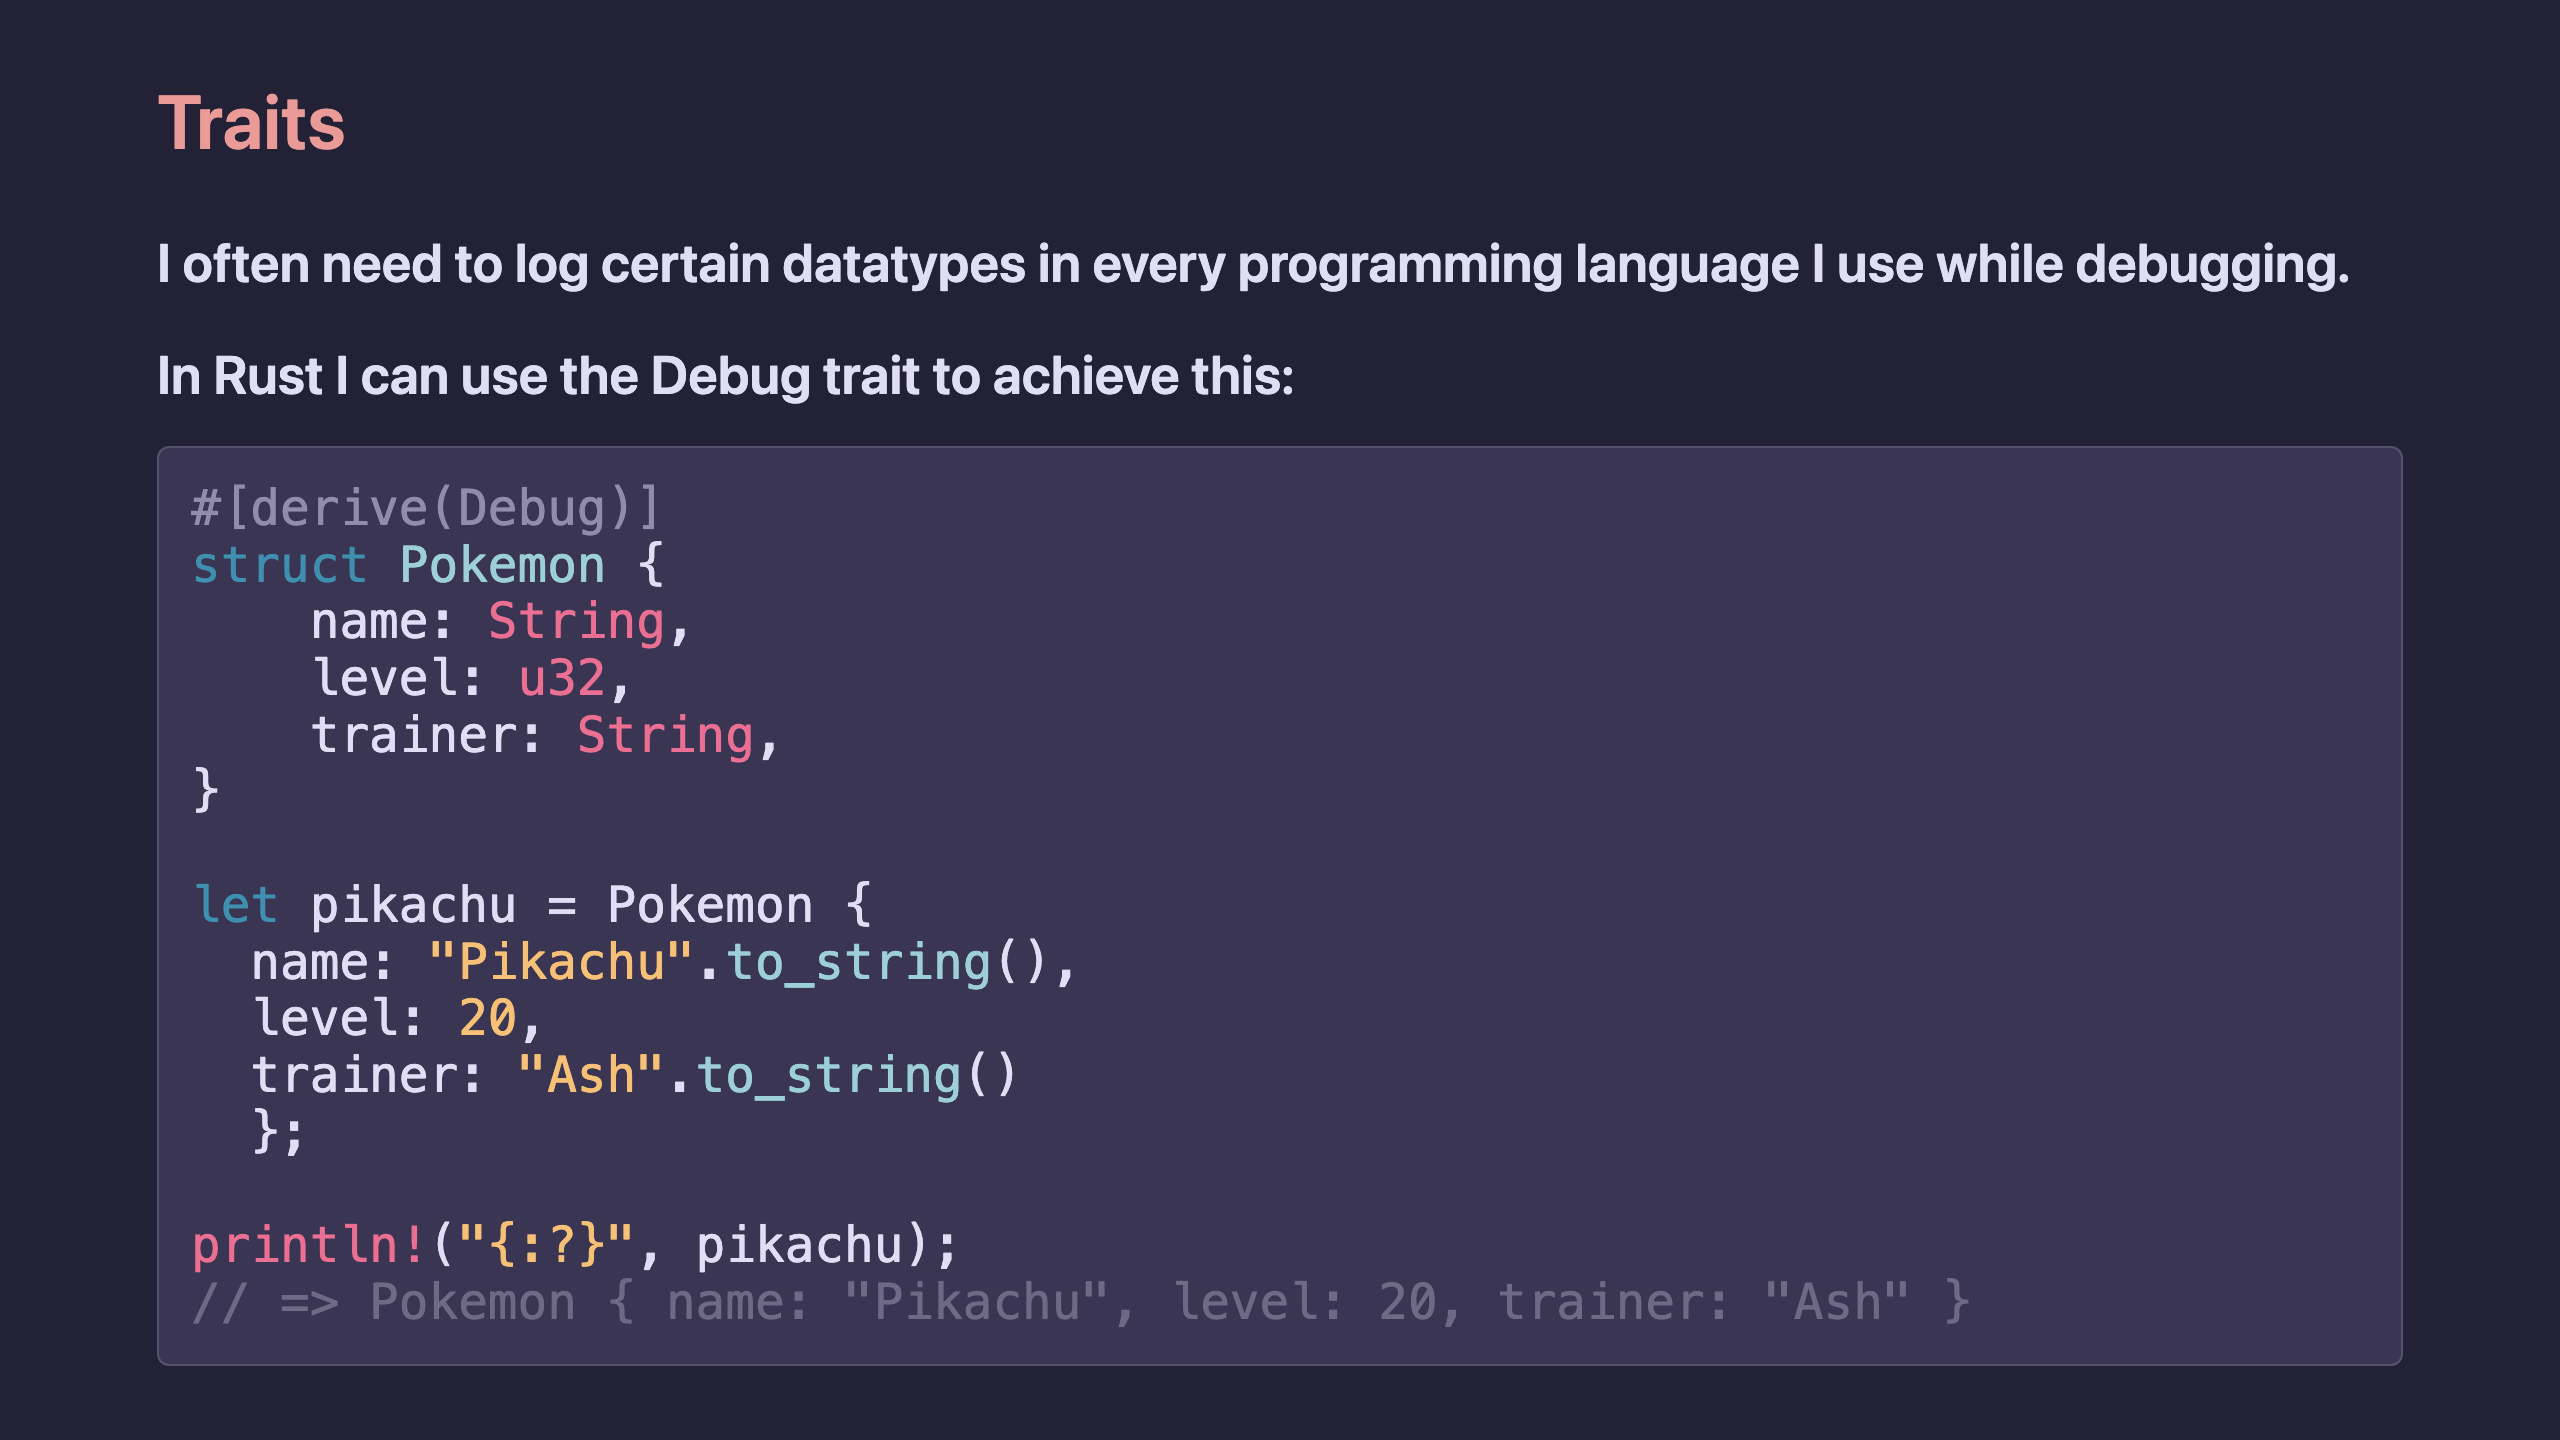 Traits
I often need to log certain datatypes in every programming language I use while debugging.
In Rust I can use the Debug trait to achieve this:
#[derive(Debug)]
struct Pokemon {
    name: String,
    level: u32,
    trainer: String,
}

let pikachu = Pokemon {
  name: "Pikachu".to_string(),
  level: 20,
  trainer: "Ash".to_string()
  };

println!("{:?}", pikachu);
// => Pokemon { name: "Pikachu", level: 20, trainer: "Ash" }